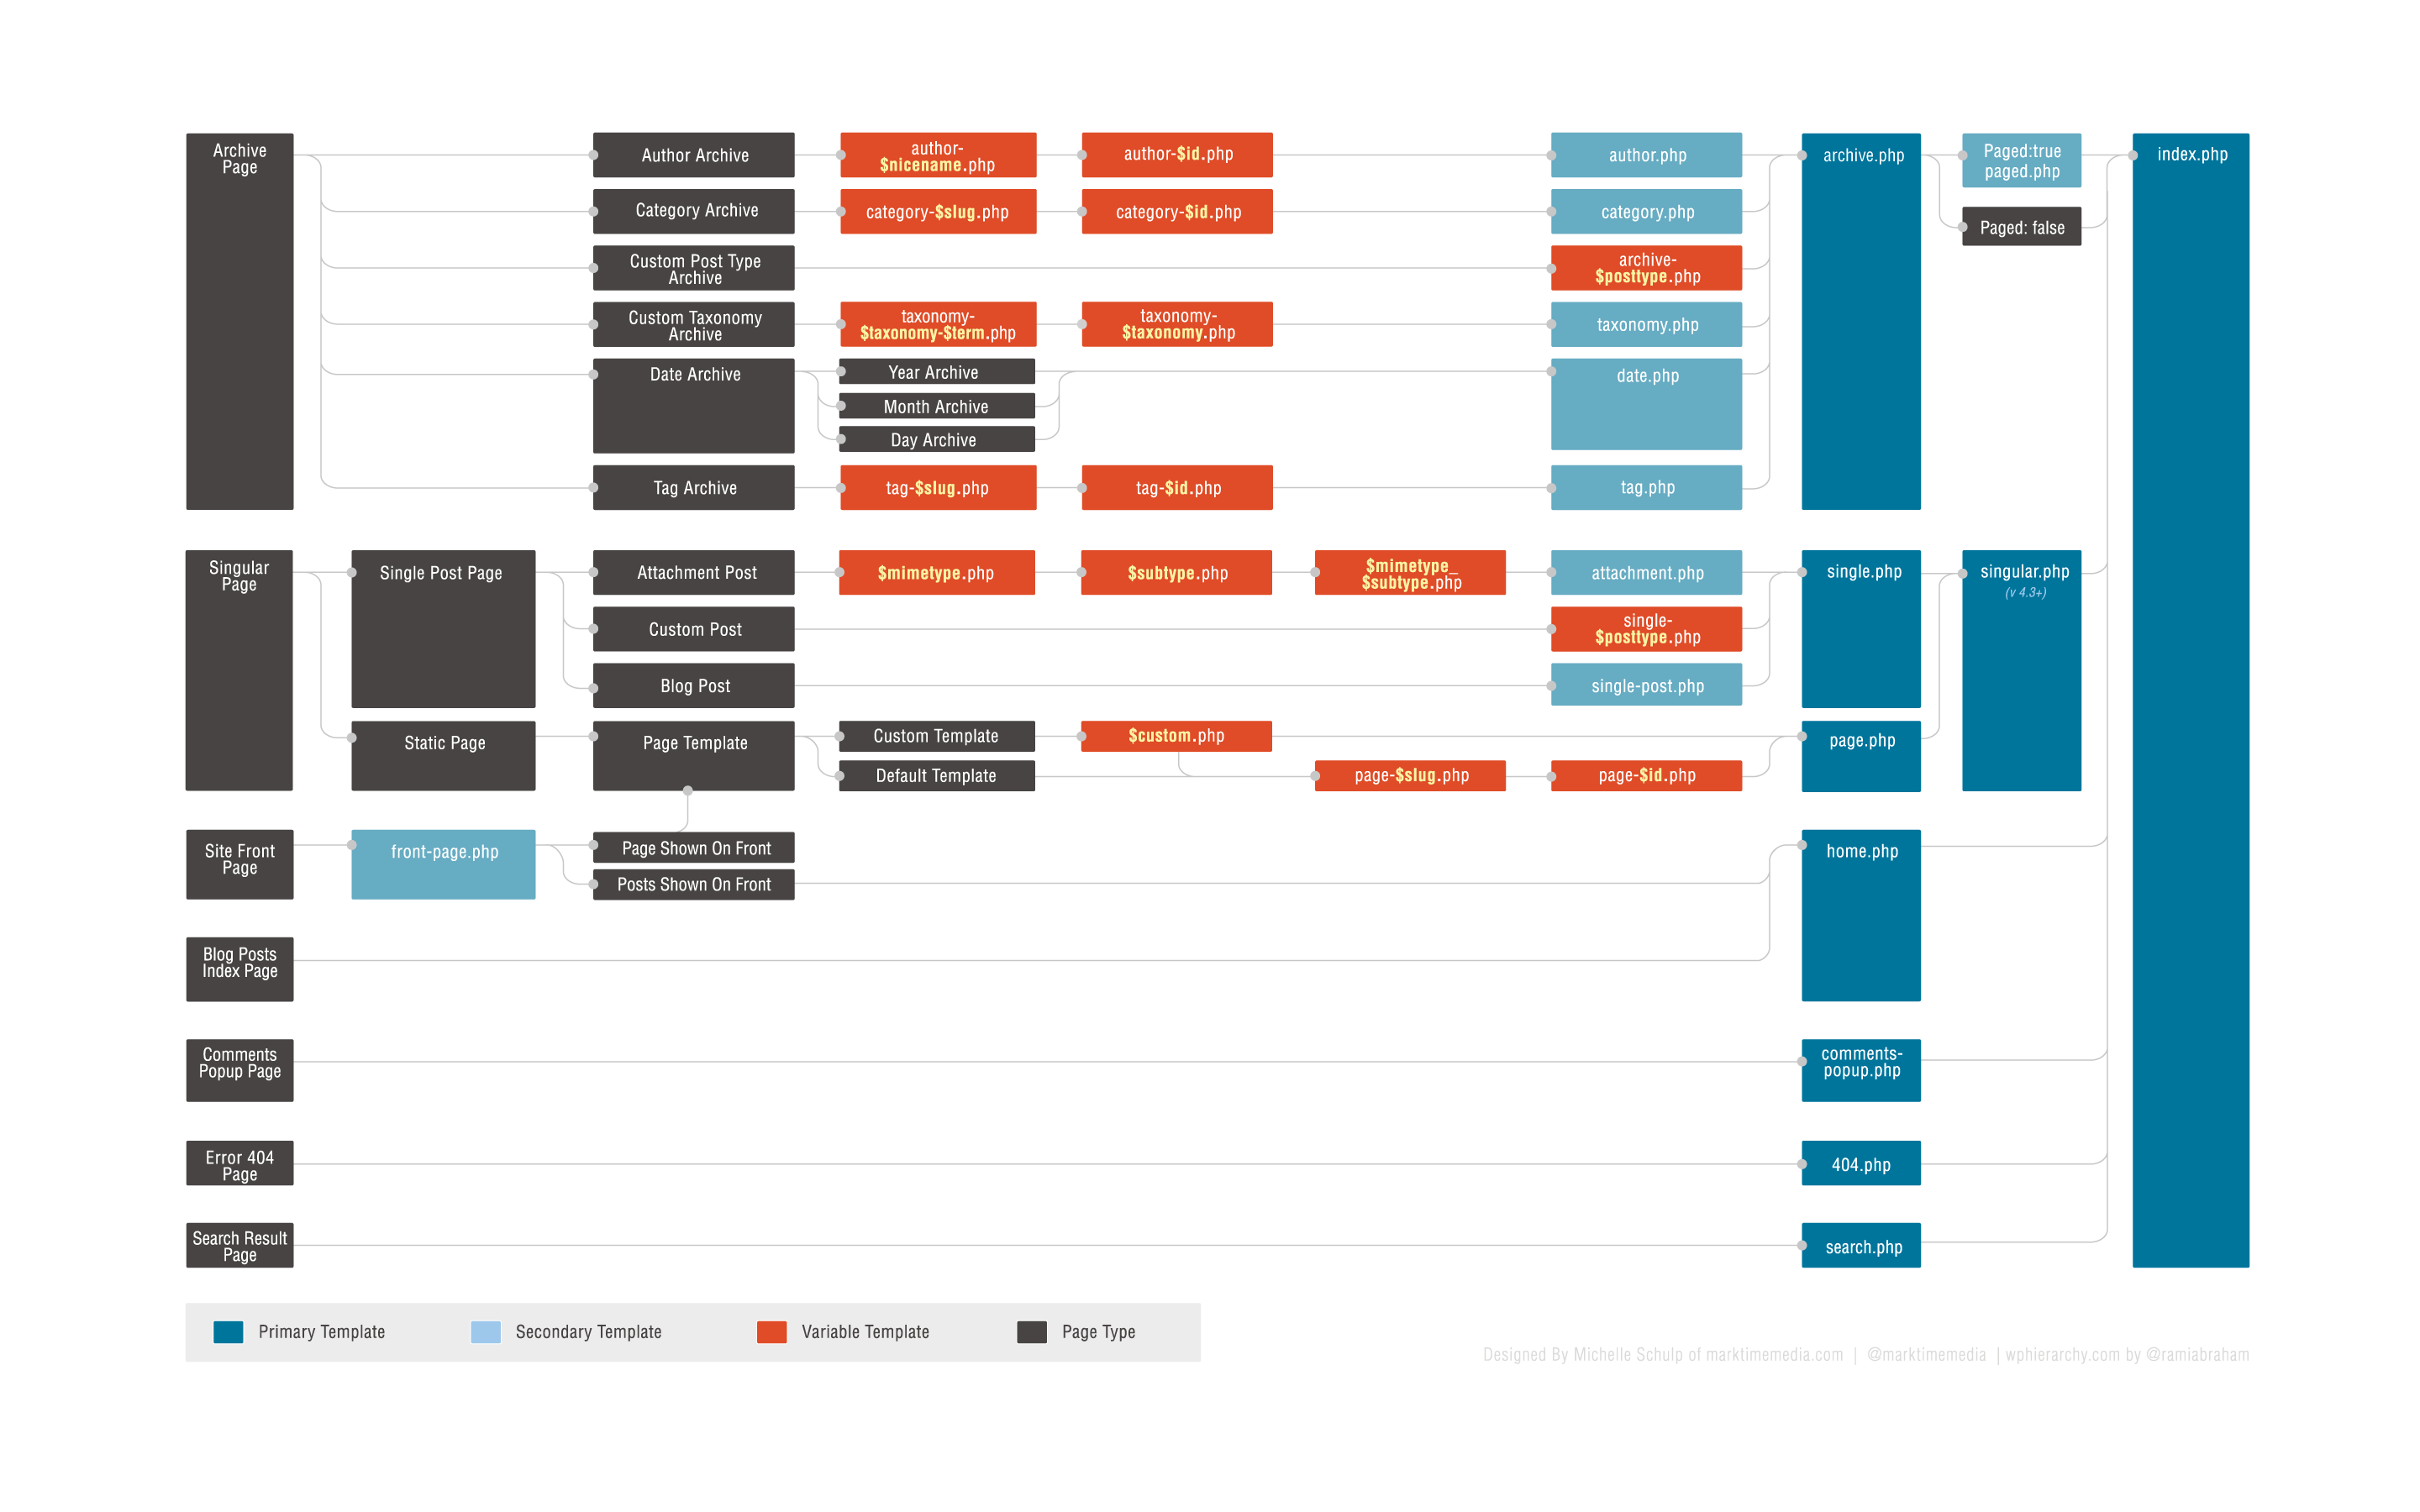 Archive
Page
Author Archive
author-
$nicename.php
author-$id.php
author.php
archive.php
Paged:true
paged.php
index.php
Category Archive
category-$slug.php
category-$id.php
category.php
Paged: false
Custom Post Type
Archive
archive-
$posttype.php
Custom Taxonomy
Archive
taxonomy-
$taxonomy-$term.php
taxonomy-
$taxonomy.php
taxonomy.php
Date Archive
Year Archive
Month Archive
Day Archive
date.php
Tag Archive
tag-$slug.php
tag-$id.php
tag.php
Singular
Page
Single Post Page
Attachment Post
$mimetype.php
$subtype.php
$mimetype_
$subtype.php
attachment.php
single.php
singular.php
(v 4.3+)
Custom Post
single-
$posttype.php
Blog Post
single-post.php
Static Page
Page Template
Custom Template
$custom.php
page.php
Default Template
page-$slug.php
page-$id.php
Site Front
Page
front-page.php
Page Shown On Front
Posts Shown On Front
home.php
Blog Posts
Index Page
Comments
Popup Page
comments-
popup.php
Error 404
Page
404.php
Search Result
Page
search.php
Primary Template
Secondary Template
Variable Template
Page Type
Designed By Michelle Schulp of marktimemedia.com | @marktimemedia | wphierarchy.com by @ramiabraham